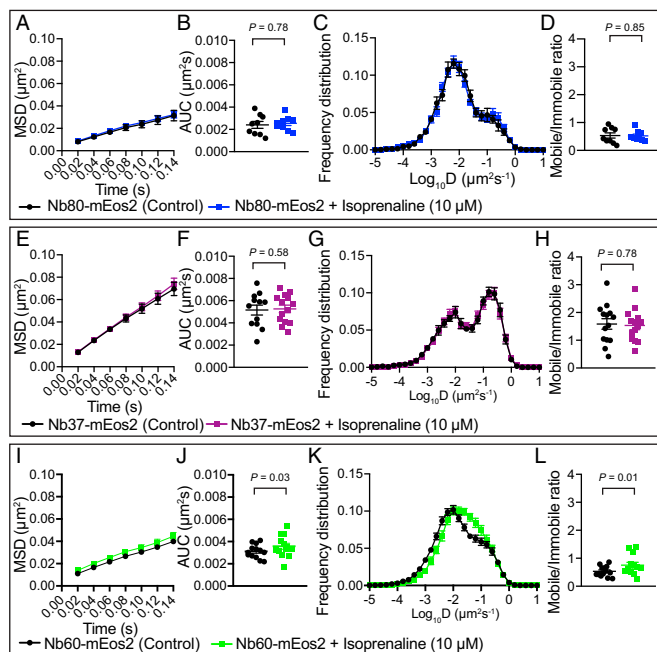 A
MSD (µm²)
0.10
0.08
0.06
0.04
0.02
0.00
0.00
0.02
0.04
0.06
0.08
0.10
0.12
0.14
Time (s)
B
P = 0.78
AUC (µm²s)
0.010
0.008
0.006
0.004
0.002
0.000
C
Frequency distribution
0.15
0.10
0.05
0.00
-5 -4 -3 -2 -1 0 1
Log₁₀D (µm²s⁻¹)
D
P = 0.85
Mobile/Immobile ratio
4
3
2
1
0
Nb80-mEos2 (Control) Nb80-mEos2 + Isoprenaline (10 µM)
E
MSD (µm²)
0.10
0.08
0.06
0.04
0.02
0.00
0.00
0.02
0.04
0.06
0.08
0.10
0.12
0.14
Time (s)
F
P = 0.58
AUC (µm²s)
0.010
0.008
0.006
0.004
0.002
0.000
G
Frequency distribution
0.15
0.10
0.05
0.00
-5 -4 -3 -2 -1 0 1
Log₁₀D (µm²s⁻¹)
H
P = 0.78
Mobile/Immobile ratio
4
3
2
1
0
Nb37-mEos2 (Control) Nb37-mEos2 + Isoprenaline (10 µM)
I
MSD (µm²)
0.10
0.08
0.06
0.04
0.02
0.00
0.00
0.02
0.04
0.06
0.08
0.10
0.12
0.14
Time (s)
J
P = 0.03
AUC (µm²s)
0.010
0.008
0.006
0.004
0.002
0.000
K
Frequency distribution
0.15
0.10
0.05
0.00
-5 -4 -3 -2 -1 0 1
Log₁₀D (µm²s⁻¹)
L
P = 0.01
Mobile/Immobile ratio
4
3
2
1
0
Nb60-mEos2 (Control) Nb60-mEos2 + Isoprenaline (10 µM)